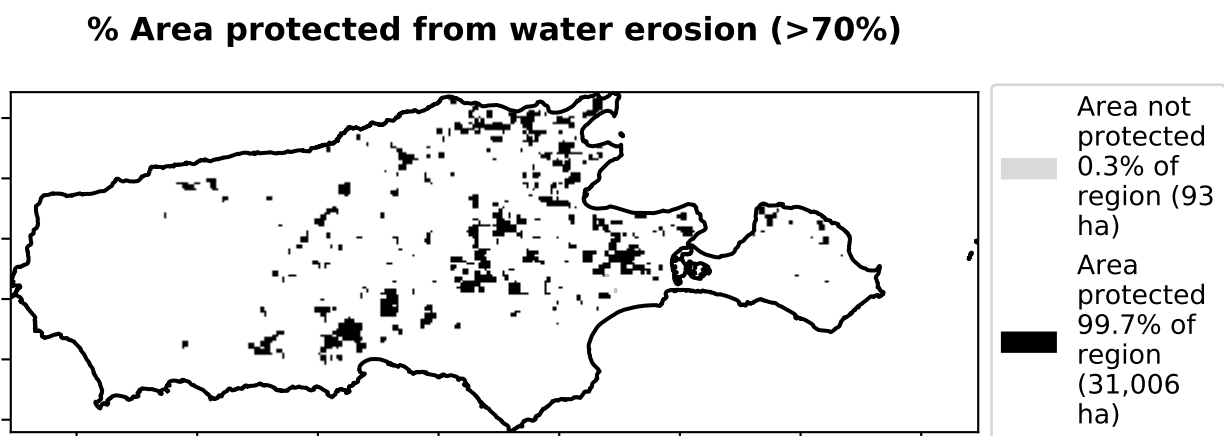 % Area protected from water erosion (>70%)
Area not
protected
0.3% of
region (93
ha)
Area
protected
99.7% of
region
(31,006
ha)